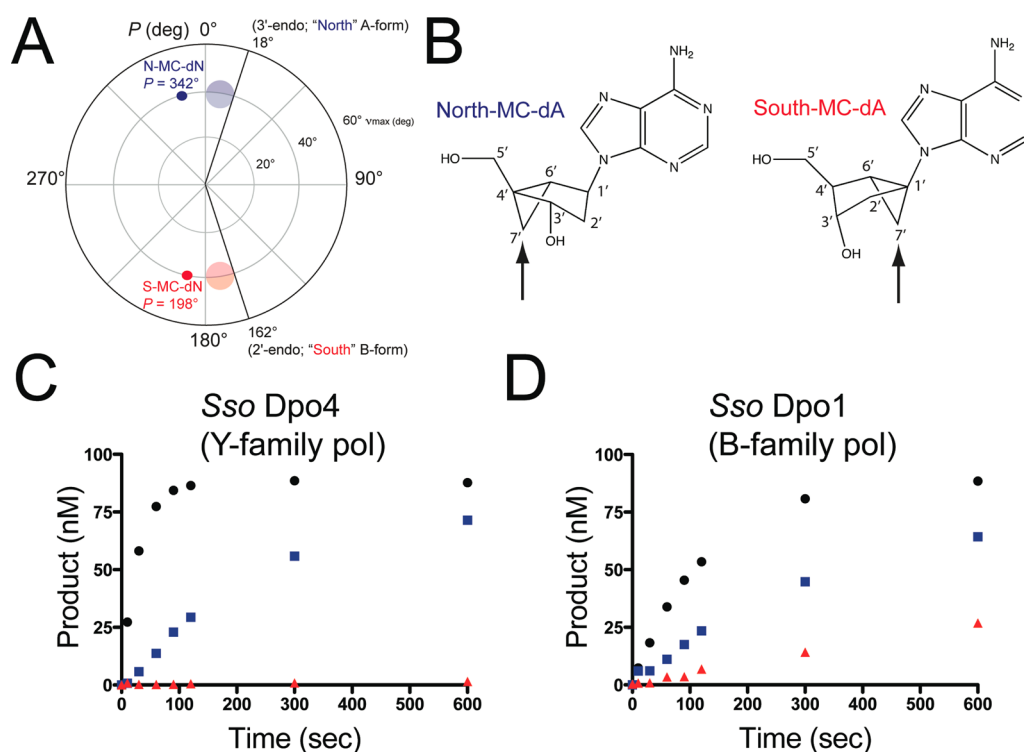 A
P (deg) 0°
(3'-endo; “North” A-form)
18°
N-MC-dN
P = 342°
60° νmax (deg)
40°
20°
270°
90°
S-MC-dN
P = 198°
180°
162°
(2'-endo; “South” B-form)
B
NH2
North-MC-dA
N
N
N
N
HO
5′
6′
4′
1′
3′
2′
7′
OH
NH2
South-MC-dA
N
N
N
HO
5′
6′
4′
1′
2′
3′
7′
OH
C
Sso Dpo4
(Y-family pol)
Product (nM)
100
75
50
25
0
0 100 200 300 400 500 600
Time (sec)
D
Sso Dpo1
(B-family pol)
Product (nM)
100
75
50
25
0
0 100 200 300 400 500 600
Time (sec)